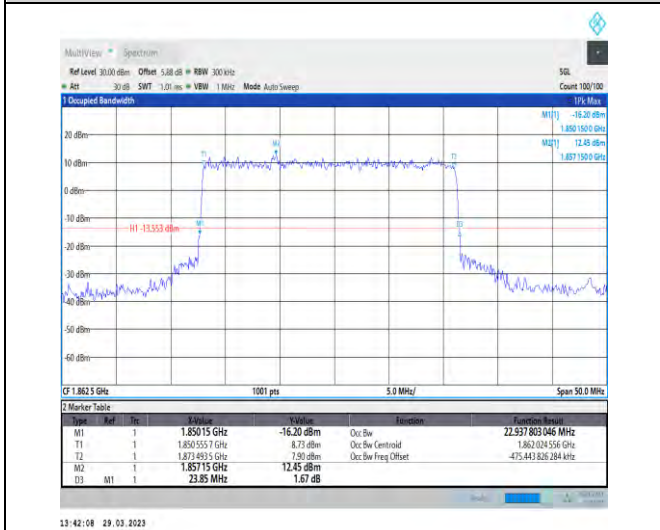 MultiView Spectrum
Ref Level 30.00 dBm Offset 5.88 dB RBW 300 kHz SGL
Att 30 dB SWT 1.01 ms VBW 1 MHz Mode Auto Sweep Count 100/100
1 Occupied Bandwidth 1Pk Max
M1[1] -16.20 dBm
1.850 150 0 GHz
M2[1] 12.45 dBm
1.857 150 0 GHz
20 dBm
M2
T1 T2
10 dBm
0 dBm
-10 dBm
M1 D3
H1 -13.553 dBm
-20 dBm
-30 dBm
-40 dBm
-50 dBm
-60 dBm
CF 1.862 5 GHz 1001 pts 5.0 MHz/ Span 50.0 MHz
2 Marker Table
Type Ref Trc X-Value Y-Value Function Function Result
M1 1 1.850 15 GHz -16.20 dBm Occ Bw 22.937 803 046 MHz
T1 1 1.850 555 7 GHz 8.73 dBm Occ Bw Centroid 1.862 024 556 GHz
T2 1 1.873 493 5 GHz 7.90 dBm Occ Bw Freq Offset -475.443 826 284 kHz
M2 1 1.857 15 GHz 12.45 dBm
D3 M1 1 23.85 MHz 1.67 dB
13:42:08 29.03.2023